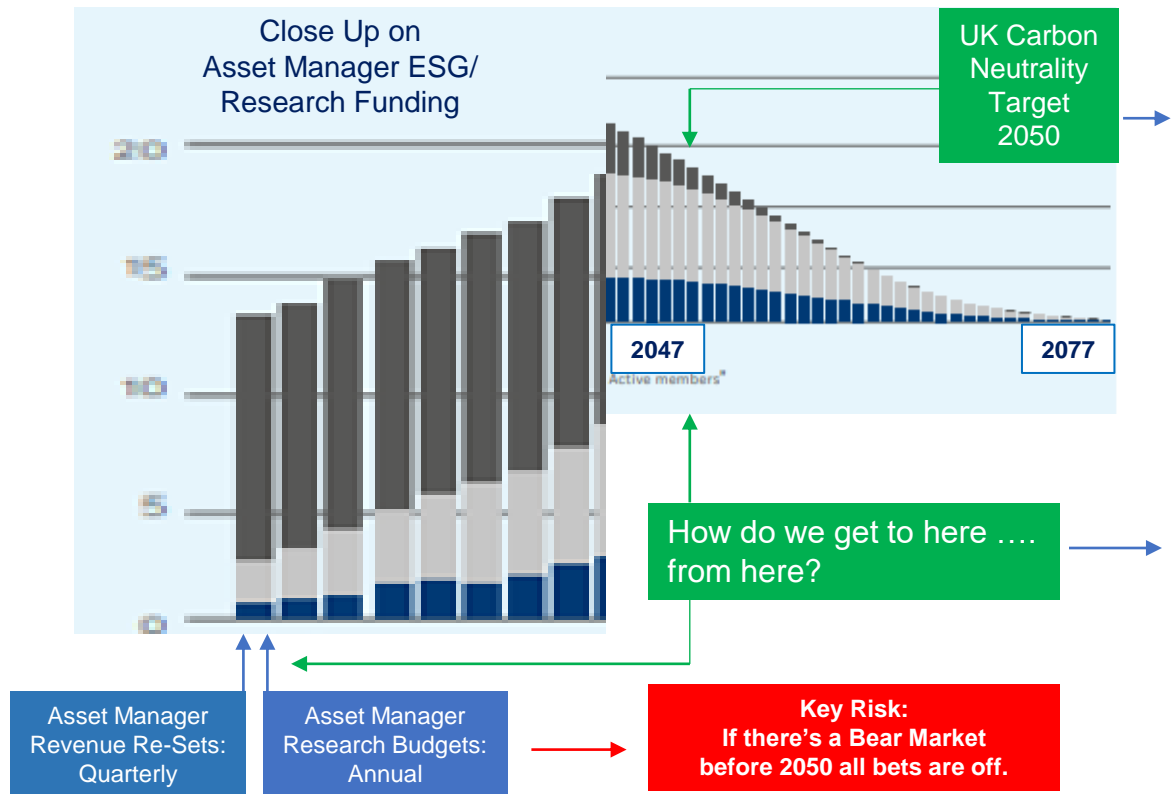 Close Up on
Asset Manager ESG/
Research Funding
UK Carbon
Neutrality
Target
2050
20
15
10
5
0
2047
2077
Active members"
How do we get to here ....
from here?
Asset Manager
Revenue Re-Sets:
Quarterly
Asset Manager
Research Budgets:
Annual
Key Risk:
If there's a Bear Market
before 2050 all bets are off.